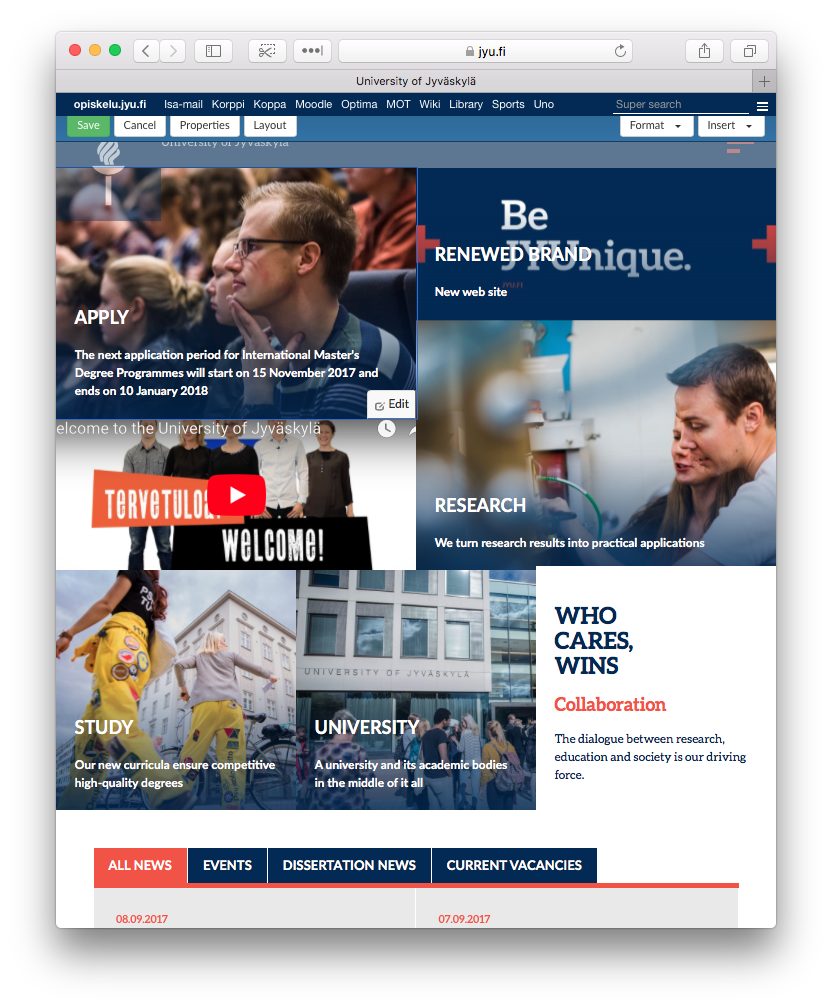 jyu.fi
University of Jyväskylä
opiskelu.jyu.fi Isa-mail Korppi Koppa Moodle Optima MOT Wiki Library Sports Uno Super search
Save Cancel Properties Layout Format Insert
University of Jyväskylä
Be
JYUnique.
JYU.FI
RENEWED BRAND
New web site
APPLY
The next application period for International Master's
Degree Programmes will start on 15 November 2017 and
ends on 10 January 2018
Edit
elcome to the University of Jyväskylä
TERVETULOA
WELCOME!
RESEARCH
We turn research results into practical applications
STUDY
Our new curricula ensure competitive
high-quality degrees
UNIVERSITY OF JYVÄSKYLÄ
UNIVERSITY
A university and its academic bodies
in the middle of it all
WHO
CARES,
WINS
Collaboration
The dialogue between research,
education and society is our driving
force.
ALL NEWS EVENTS DISSERTATION NEWS CURRENT VACANCIES
08.09.2017 07.09.2017